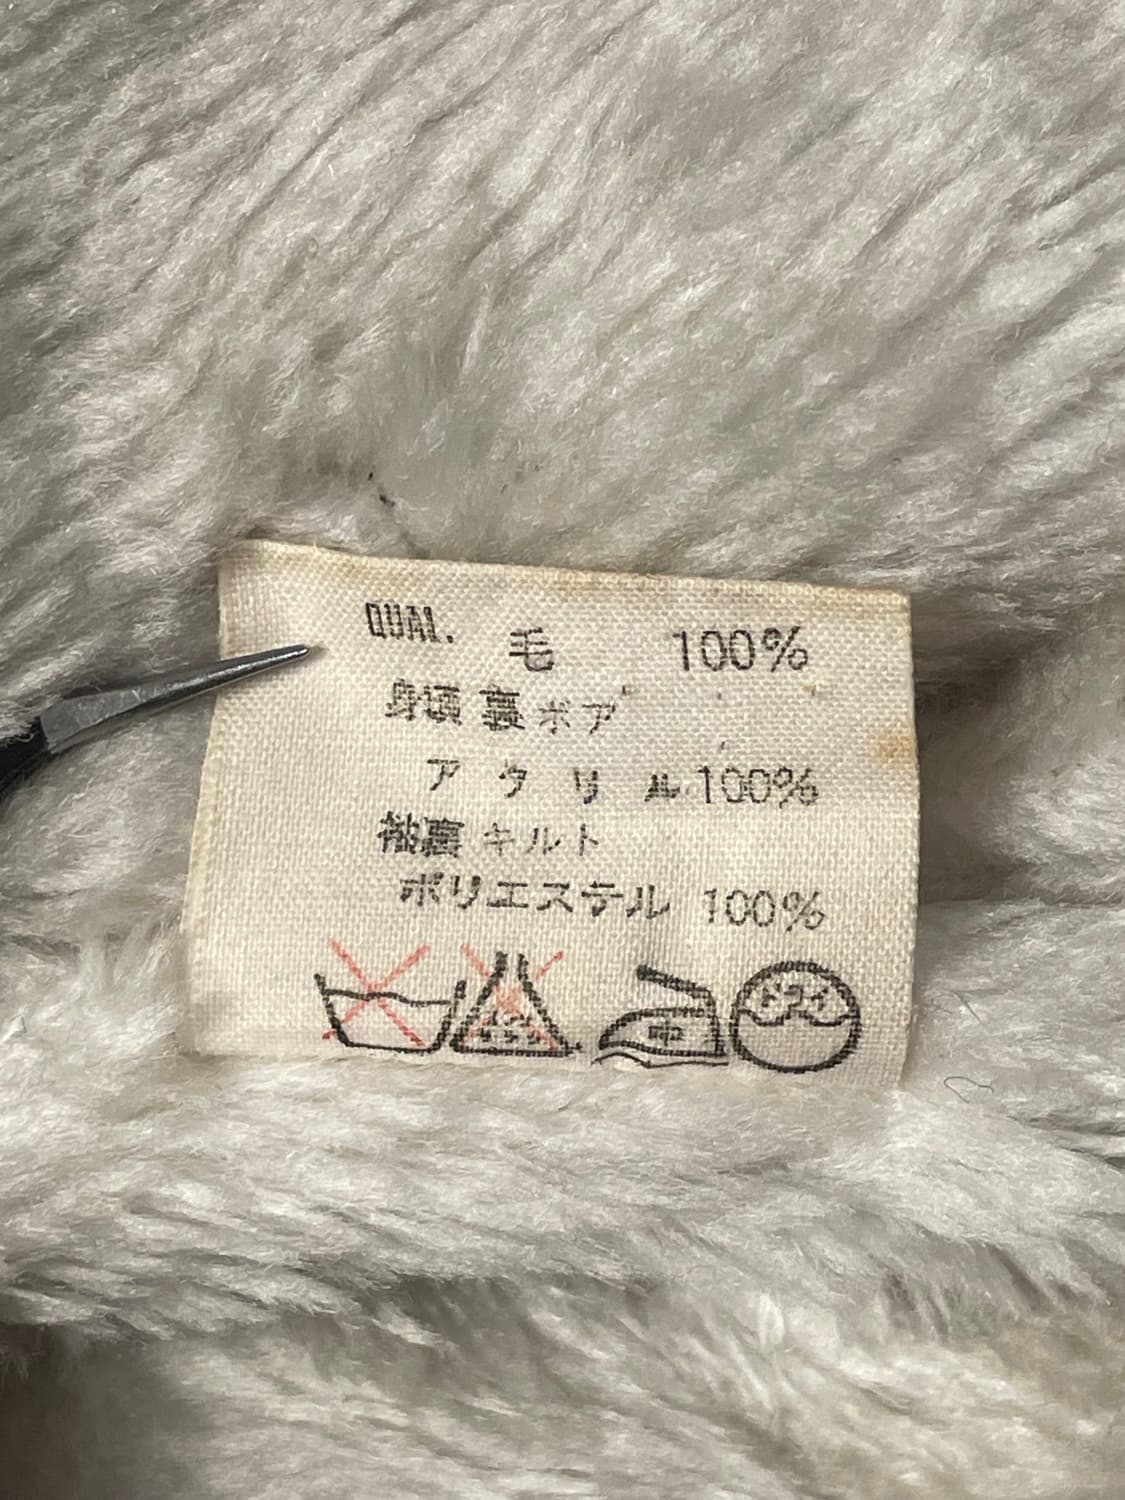 QUAL. 毛 100%
身頃裏ボア
アクリル 100%
袖裏キルト
ポリエステル 100%
中 ドライ